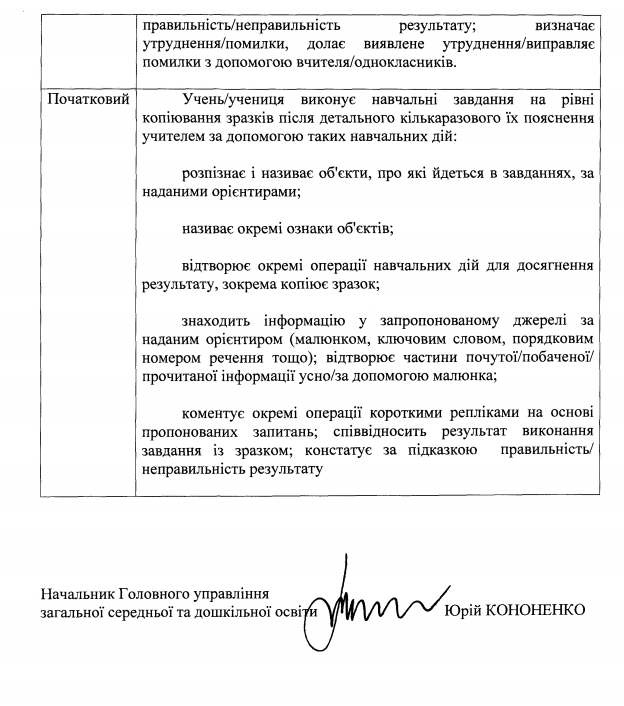 правильність/неправильність результату; визначає
утруднення/помилки, долає виявлене утруднення/виправляє
помилки з допомогою вчителя/однокласників.
Початковий
Учень/учениця виконує навчальні завдання на рівні
копіювання зразків після детального кількаразового їх пояснення
учителем за допомогою таких навчальних дій:
розпізнає і називає об'єкти, про які йдеться в завданнях, за
наданими орієнтирами;
називає окремі ознаки об'єктів;
відтворює окремі операції навчальних дій для досягнення
результату, зокрема копіює зразок;
знаходить інформацію у запропонованому джерелі за
наданим орієнтиром (малюнком, ключовим словом, порядковим
номером речення тощо); відтворює частини почутої/побаченої/
прочитаної інформації усно/за допомогою малюнка;
коментує окремі операції короткими репліками на основі
пропонованих запитань; співвідносить результат виконання
завдання із зразком; констатує за підказкою правильність/
неправильність результату
Начальник Головного управління
загальної середньої та дошкільної освіти Юрій КОНОНЕНКО